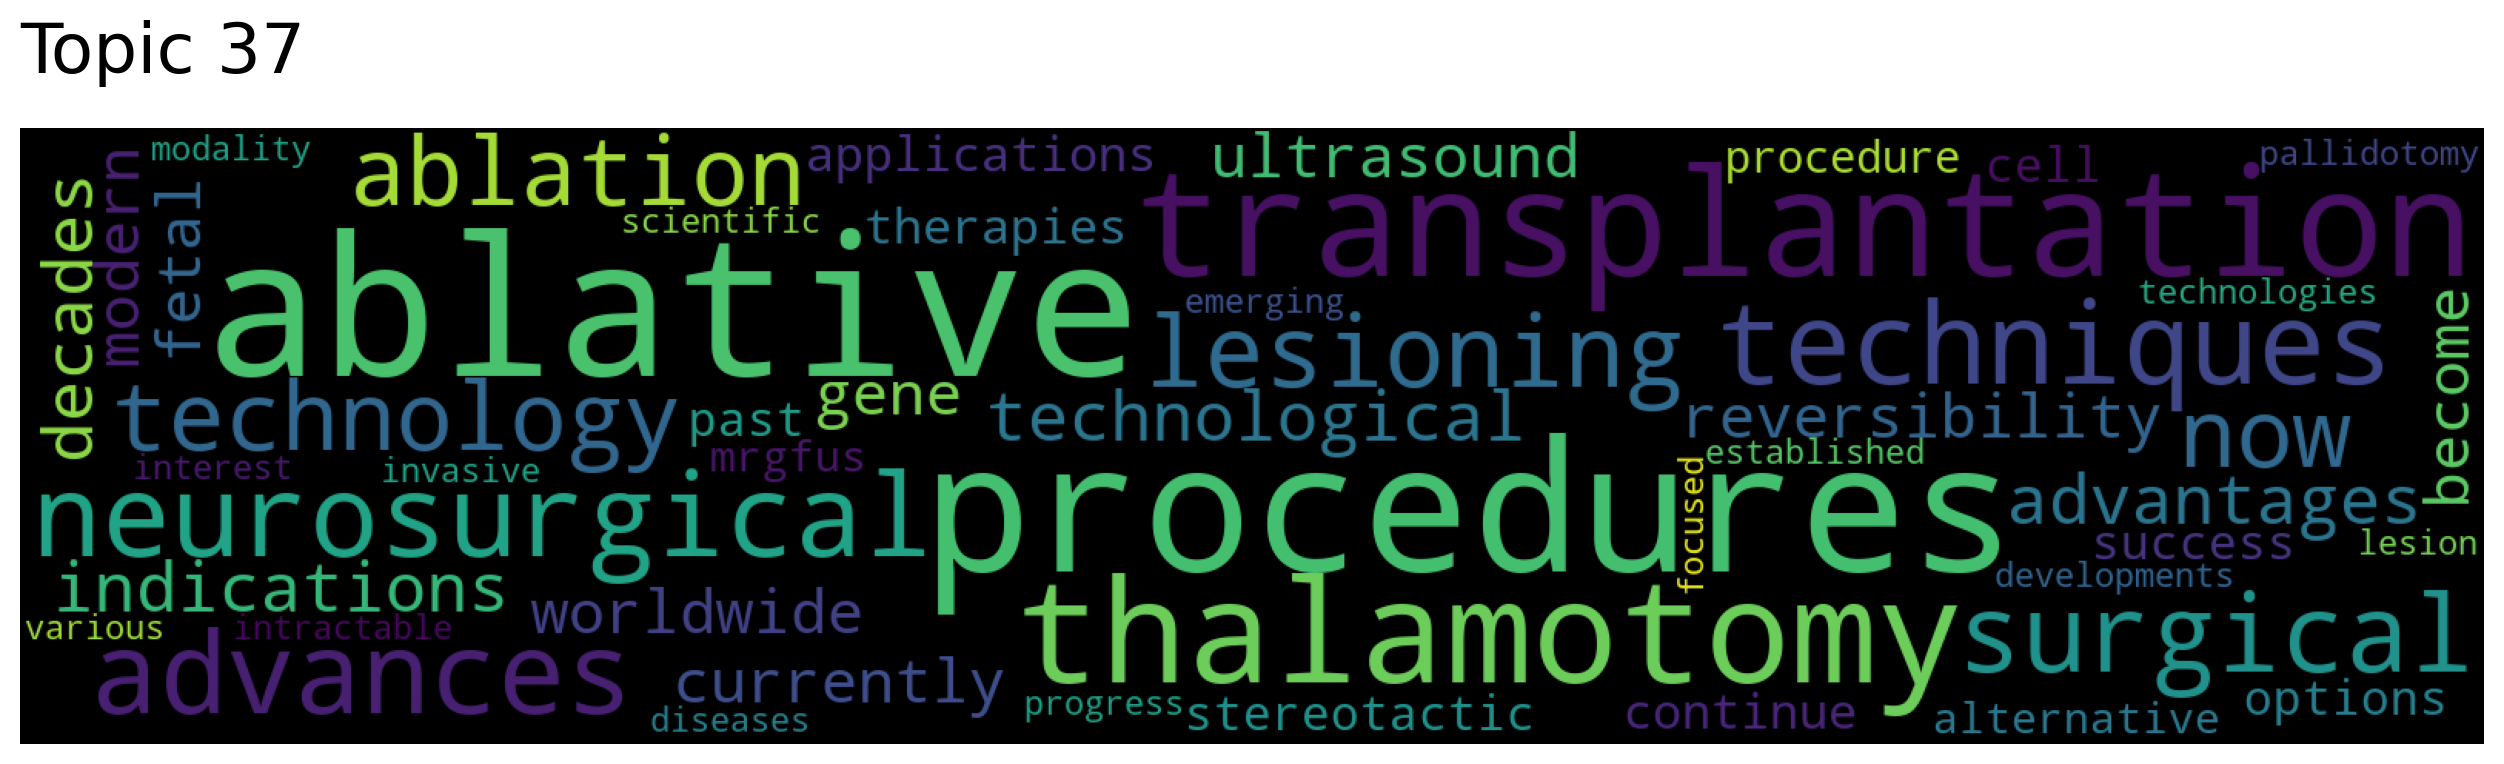 Topic 37
modality
ablation
applications
ultrasound
procedure
cell
pallidotomy
decades
modern
fetal
scientific
therapies
transplantation
ablative
emerging
technologies
lesioning
techniques
become
technology
past
gene
technological
reversibility
now
interest
invasive
mrgfus
established
neurosurgical
procedures
focused
advantages
success
lesion
indications
worldwide
developments
various
intractable
thalamotomy
surgical
advances
currently
diseases
progress
stereotactic
continue
alternative
options